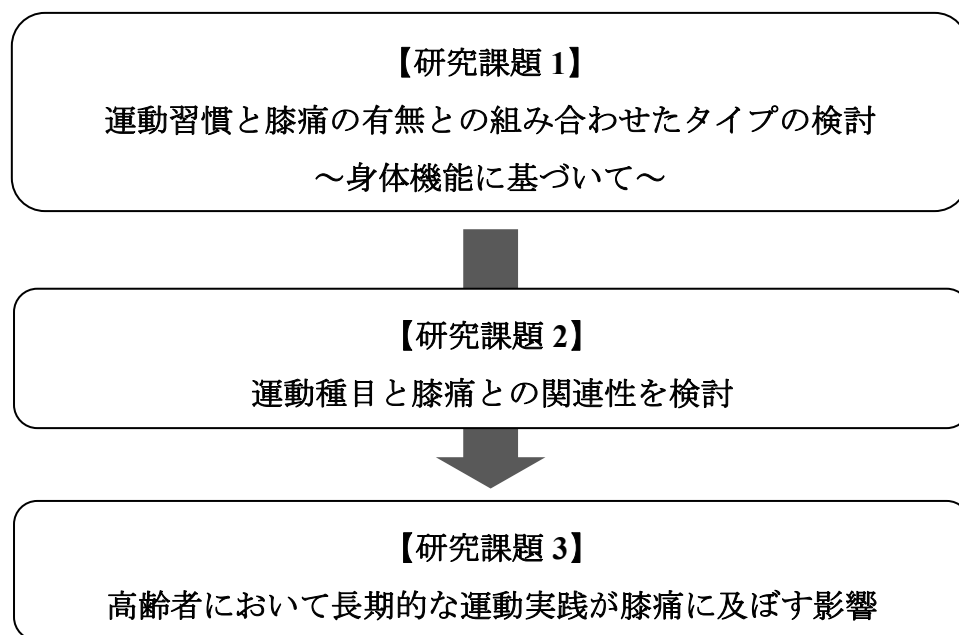 【研究課題 1】
運動習慣と膝痛の有無との組み合わせたタイプの検討
～身体機能に基づいて～
【研究課題 2】
運動種目と膝痛との関連性を検討
【研究課題 3】
高齢者において長期的な運動実践が膝痛に及ぼす影響